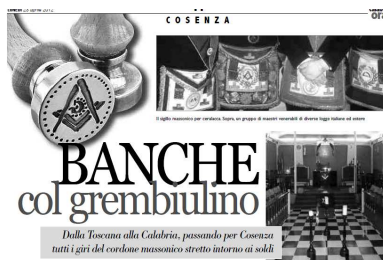 COSENZA
Il sigillo massonico per ceralacca. Sopra, un gruppo di maestri venerabili di diverse logge italiane ed estere
BANCHE
col grembiulino
Dalla Toscana alla Calabria, passando per Cosenza
tutti i giri del cordone massonico stretto intorno ai soldi